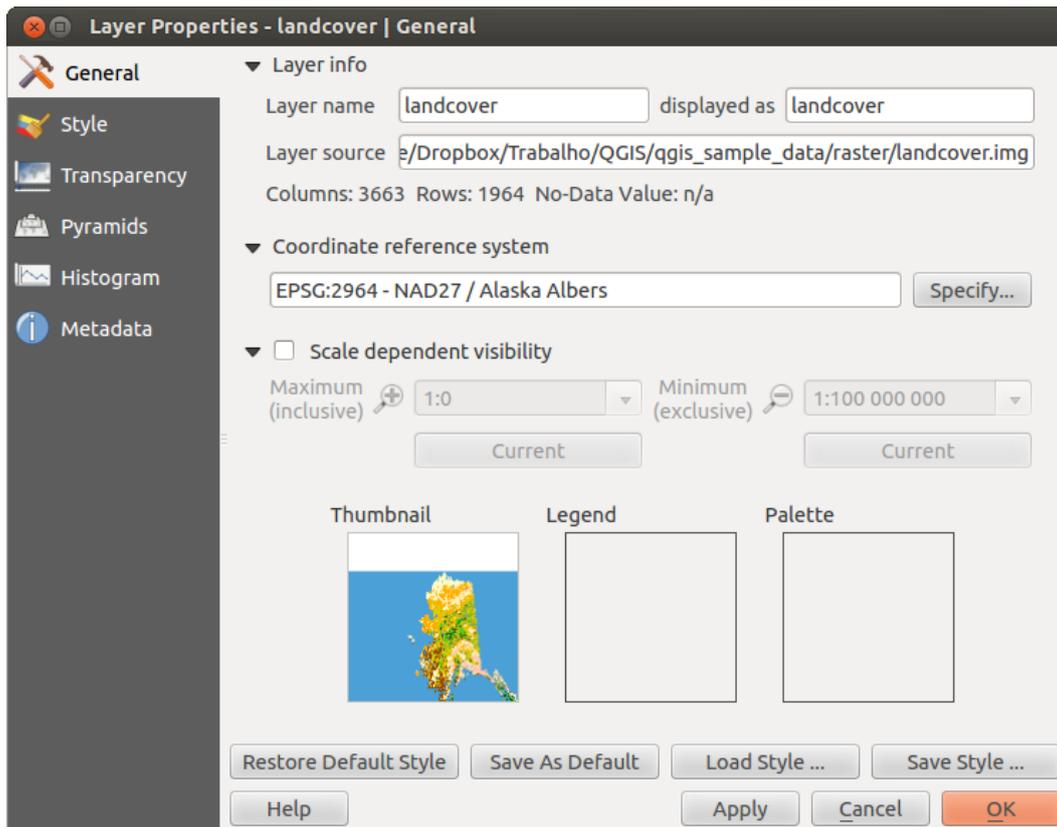 Layer Properties - landcover | General
General
Style
Transparency
Pyramids
Histogram
Metadata
Layer info
Layer name landcover displayed as landcover
Layer source e/Dropbox/Trabalho/QGIS/qgis_sample_data/raster/landcover.img
Columns: 3663 Rows: 1964 No-Data Value: n/a
Coordinate reference system
EPSG:2964 - NAD27 / Alaska Albers Specify...
Scale dependent visibility
Maximum (inclusive) 1:0 Minimum (exclusive) 1:100 000 000
Current Current
Thumbnail Legend Palette
Restore Default Style Save As Default Load Style ... Save Style ...
Help Apply Cancel OK